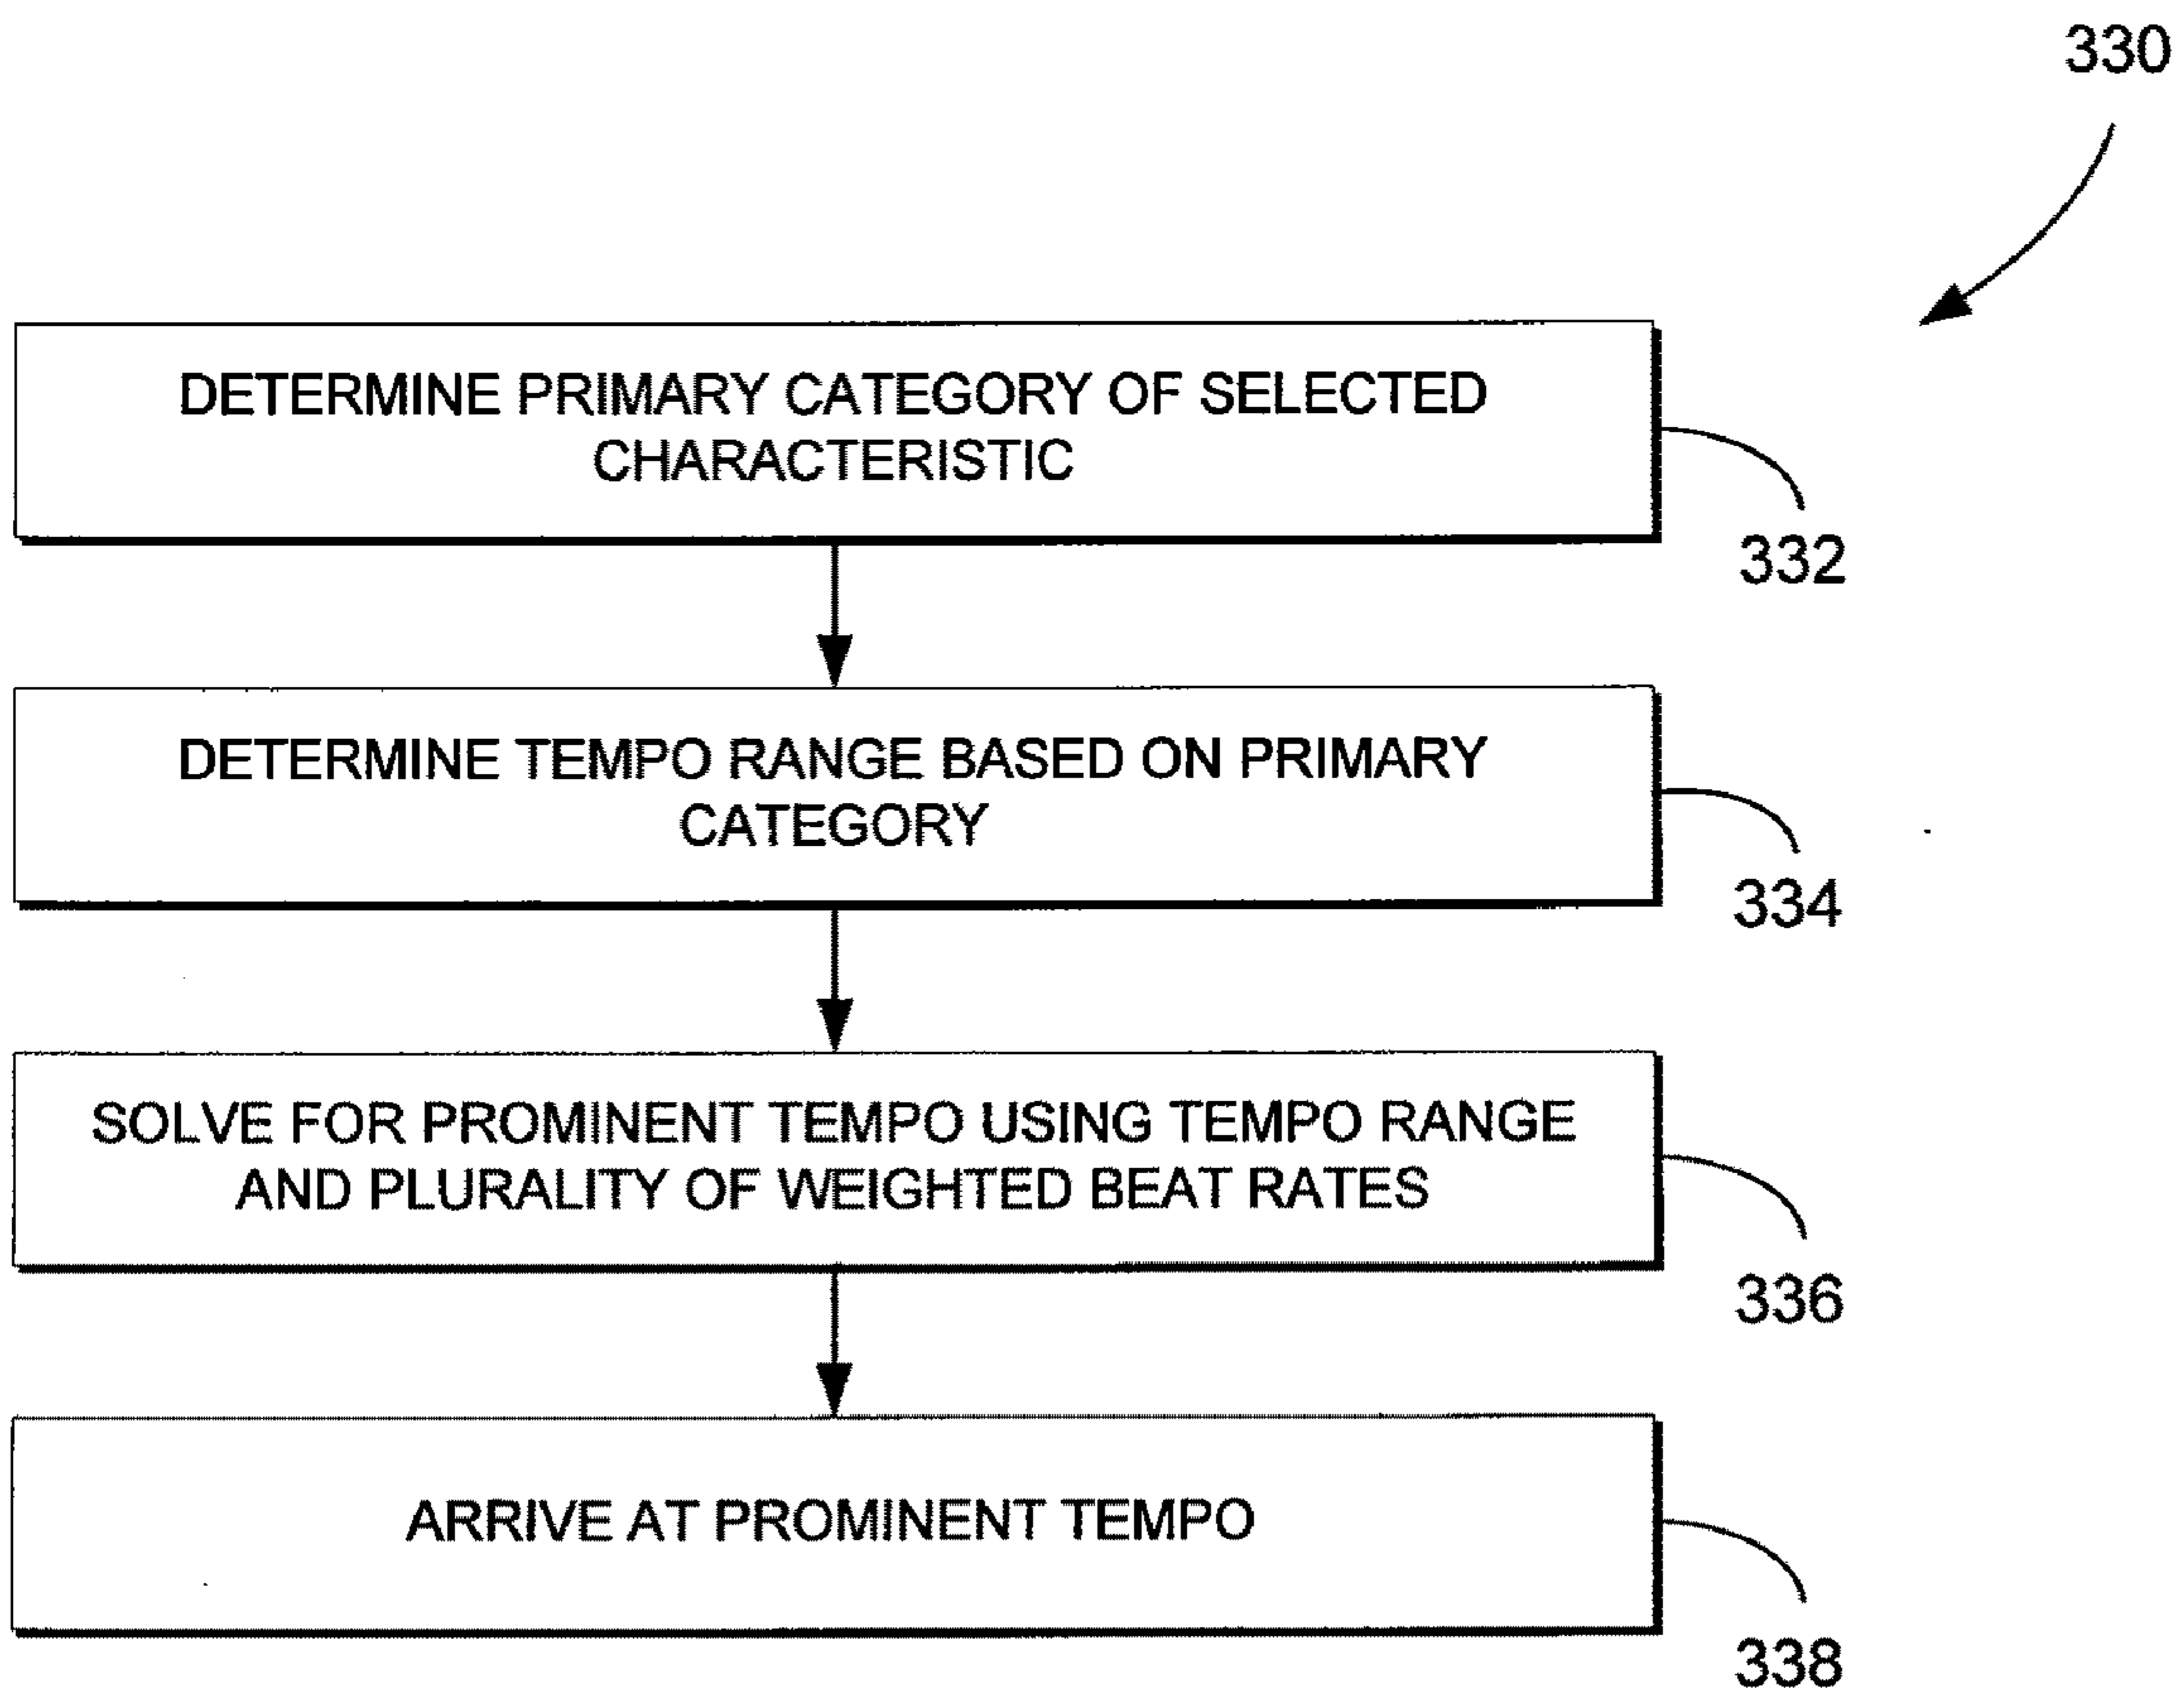 330
DETERMINE PRIMARY CATEGORY OF SELECTED
CHARACTERISTIC
332
DETERMINE TEMPO RANGE BASED ON PRIMARY
CATEGORY
334
SOLVE FOR PROMINENT TEMPO USING TEMPO RANGE
AND PLURALITY OF WEIGHTED BEAT RATES
336
ARRIVE AT PROMINENT TEMPO
338